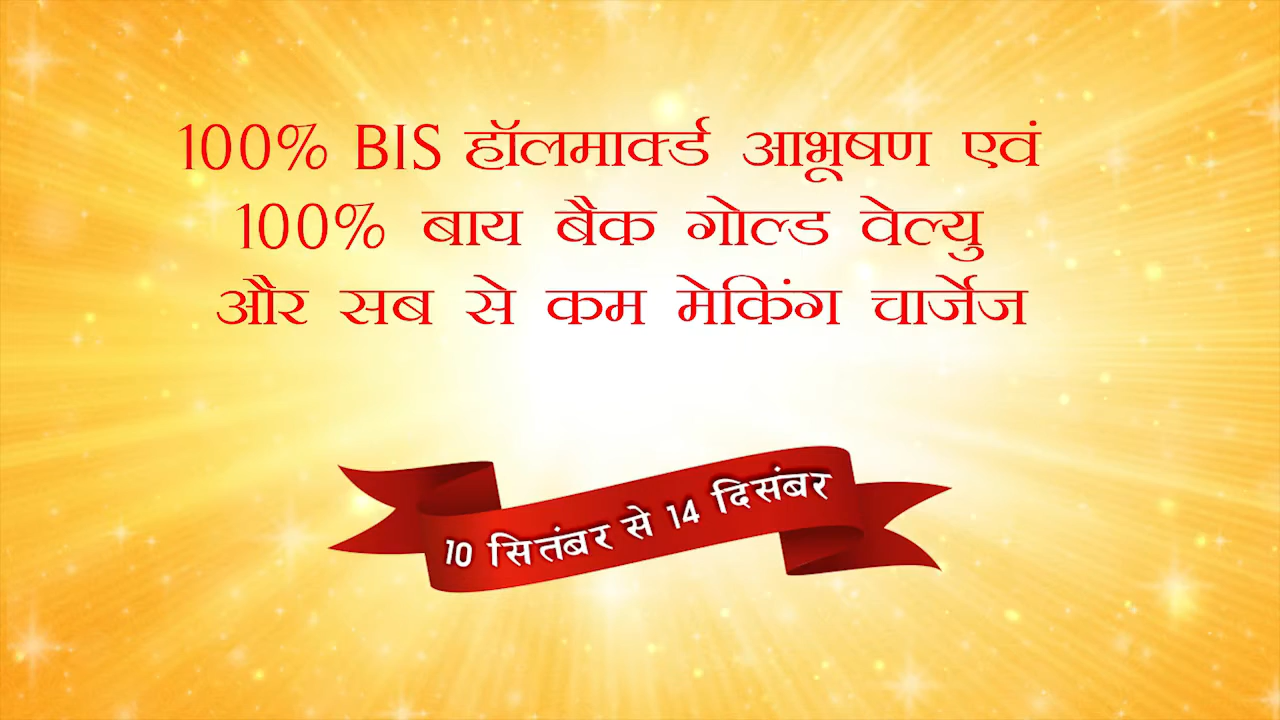 100% BIS हॉलमार्क्ड आभूषण एवं
100% बाय बैक गोल्ड वेल्यु
और सब से कम मेकिंग चार्जेज
10 सितंबर से 14 दिसंबर